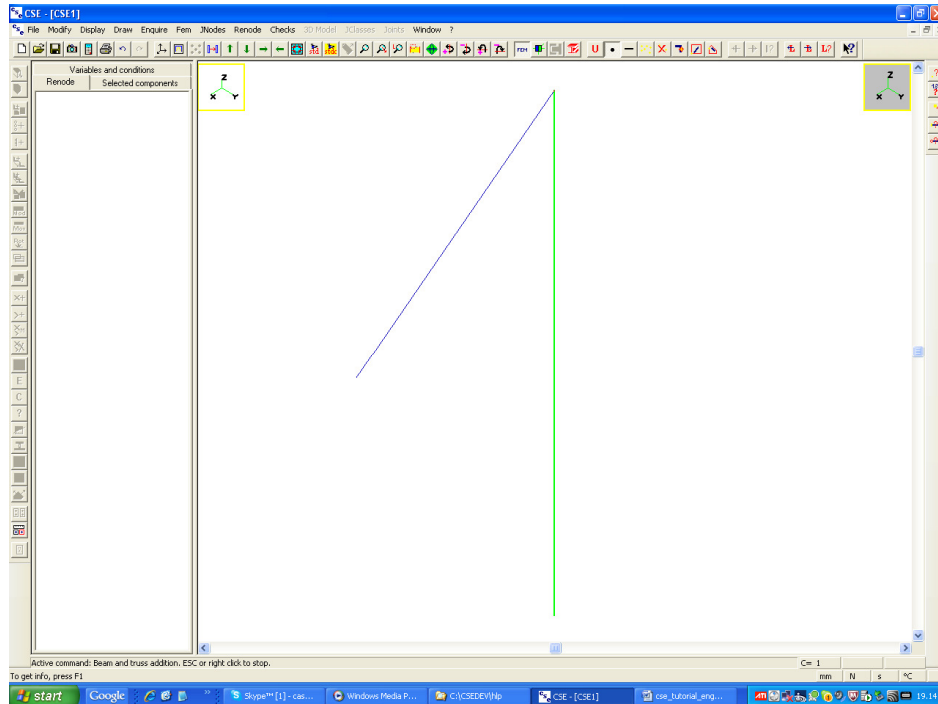 CSE - [CSE1]
File Modify Display Draw Enquire Fem JNodes Renode Checks 3D Model JClasses Joints Window ?
Variables and conditions
Renode Selected components
Z
X Y
Z
X Y
E
C
?
Active command: Beam and truss addition. ESC or right click to stop.
C= 1
To get info, press F1
mm N s °C
start Google Skype™ [1] - cas... Windows Media P... C:\CSEDEV\hlp CSE - [CSE1] cse_tutorial_eng... 19.14